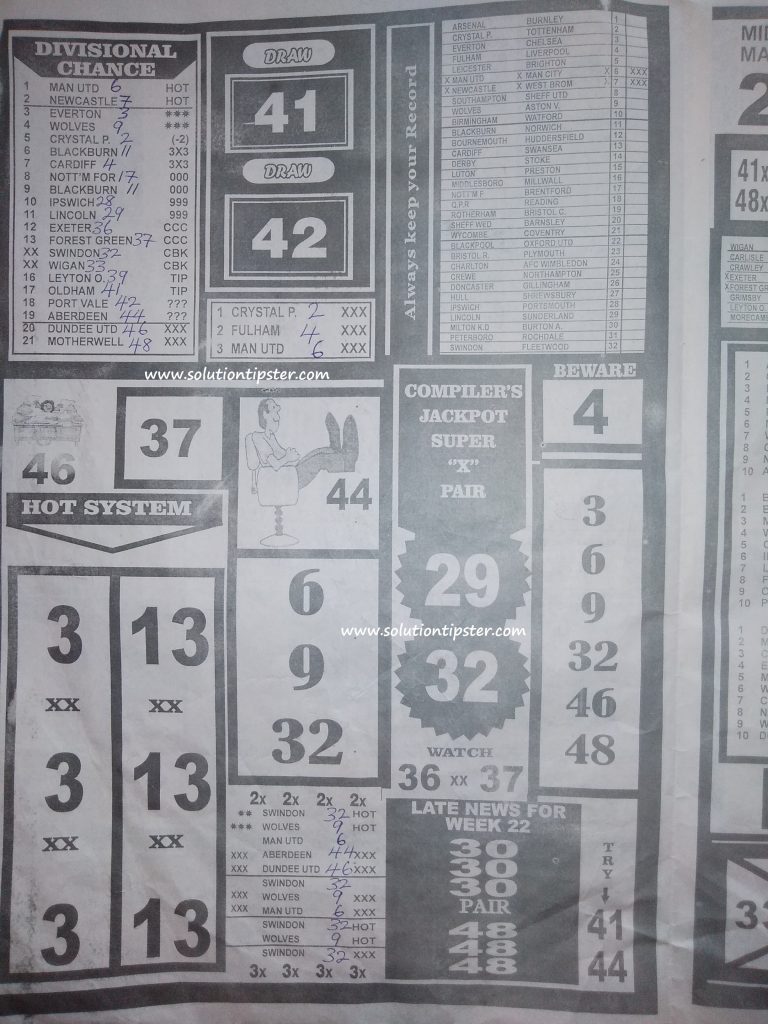 DIVISIONAL
CHANCE
1 MAN UTD 6 HOT
2 NEWCASTLE 7 HOT
3 EVERTON 3 ***
4 WOLVES 9 ***
5 CRYSTAL P. 2 (-2)
6 BLACKBURN 11 3X3
7 CARDIFF 4 3X3
8 NOTT'M FOR 17 000
9 BLACKBURN 11 000
10 IPSWICH 28 999
11 LINCOLN 29 999
12 EXETER 36 CCC
13 FOREST GREEN 37 CCC
XX SWINDON 32 CBK
XX WIGAN 33 CBK
16 LEYTON O. 39 TIP
17 OLDHAM 41 TIP
18 PORT VALE 42 ???
19 ABERDEEN 44 ???
20 DUNDEE UTD 46 XXX
21 MOTHERWELL 48 XXX
DRAW
41
DRAW
42
1 CRYSTAL P. 2 XXX
2 FULHAM 4 XXX
3 MAN UTD 6 XXX
Always keep your Record
ARSENAL BURNLEY 1
CRYSTAL P. TOTTENHAM 2
EVERTON CHELSEA 3
FULHAM LIVERPOOL 4
LEICESTER BRIGHTON 5
X MAN UTD X MAN CITY X 6 XXX
X NEWCASTLE X WEST BROM 7 XXX
SOUTHAMPTON SHEFF UTD 8
WOLVES ASTON V. 9
BIRMINGHAM WATFORD 10
BLACKBURN NORWICH 11
BOURNEMOUTH HUDDERSFIELD 12
CARDIFF SWANSEA 13
DERBY STOKE 14
LUTON PRESTON 15
MIDDLESBORO MILLWALL 16
NOTT'M F BRENTFORD 17
Q.P.R READING 18
ROTHERHAM BRISTOL C. 19
SHEFF WED BARNSLEY 20
WYCOMBE COVENTRY 21
BLACKPOOL OXFORD UTD 22
BRISTOL R. PLYMOUTH 23
CHARLTON AFC WIMBLEDON 24
CREWE NORTHAMPTON 25
DONCASTER GILLINGHAM 26
HULL SHREWSBURY 27
IPSWICH PORTSMOUTH 28
LINCOLN SUNDERLAND 29
MILTON K.D BURTON A. 30
PETERBORO ROCHDALE 31
SWINDON FLEETWOOD 32
www.solutiontipster.com
46
37
HOT SYSTEM
3 13
xx xx
3 13
xx xx
3 13
44
6
9
32
2x 2x 2x 2x
** SWINDON 32 HOT
*** WOLVES 9 HOT
MAN UTD 6
XXX ABERDEEN 44 XXX
XXX DUNDEE UTD 46 XXX
SWINDON 32
XXX WOLVES 9 XXX
XXX MAN UTD 6 XXX
SWINDON 32 HOT
WOLVES 9 HOT
SWINDON 32 XXX
3x 3x 3x 3x
COMPILER'S
JACKPOT
SUPER
"X"
PAIR
29
www.solutiontipster.com
32
WATCH
36 xx 37
LATE NEWS FOR
WEEK 22
30
30
30
PAIR
48
48
48
BEWARE
4
3
6
9
32
46
48
TRY
41
44
41x
48x
WIGAN
CARLISLE
CRAWLEY
EXETER
GRIMSBY
LEYTON O